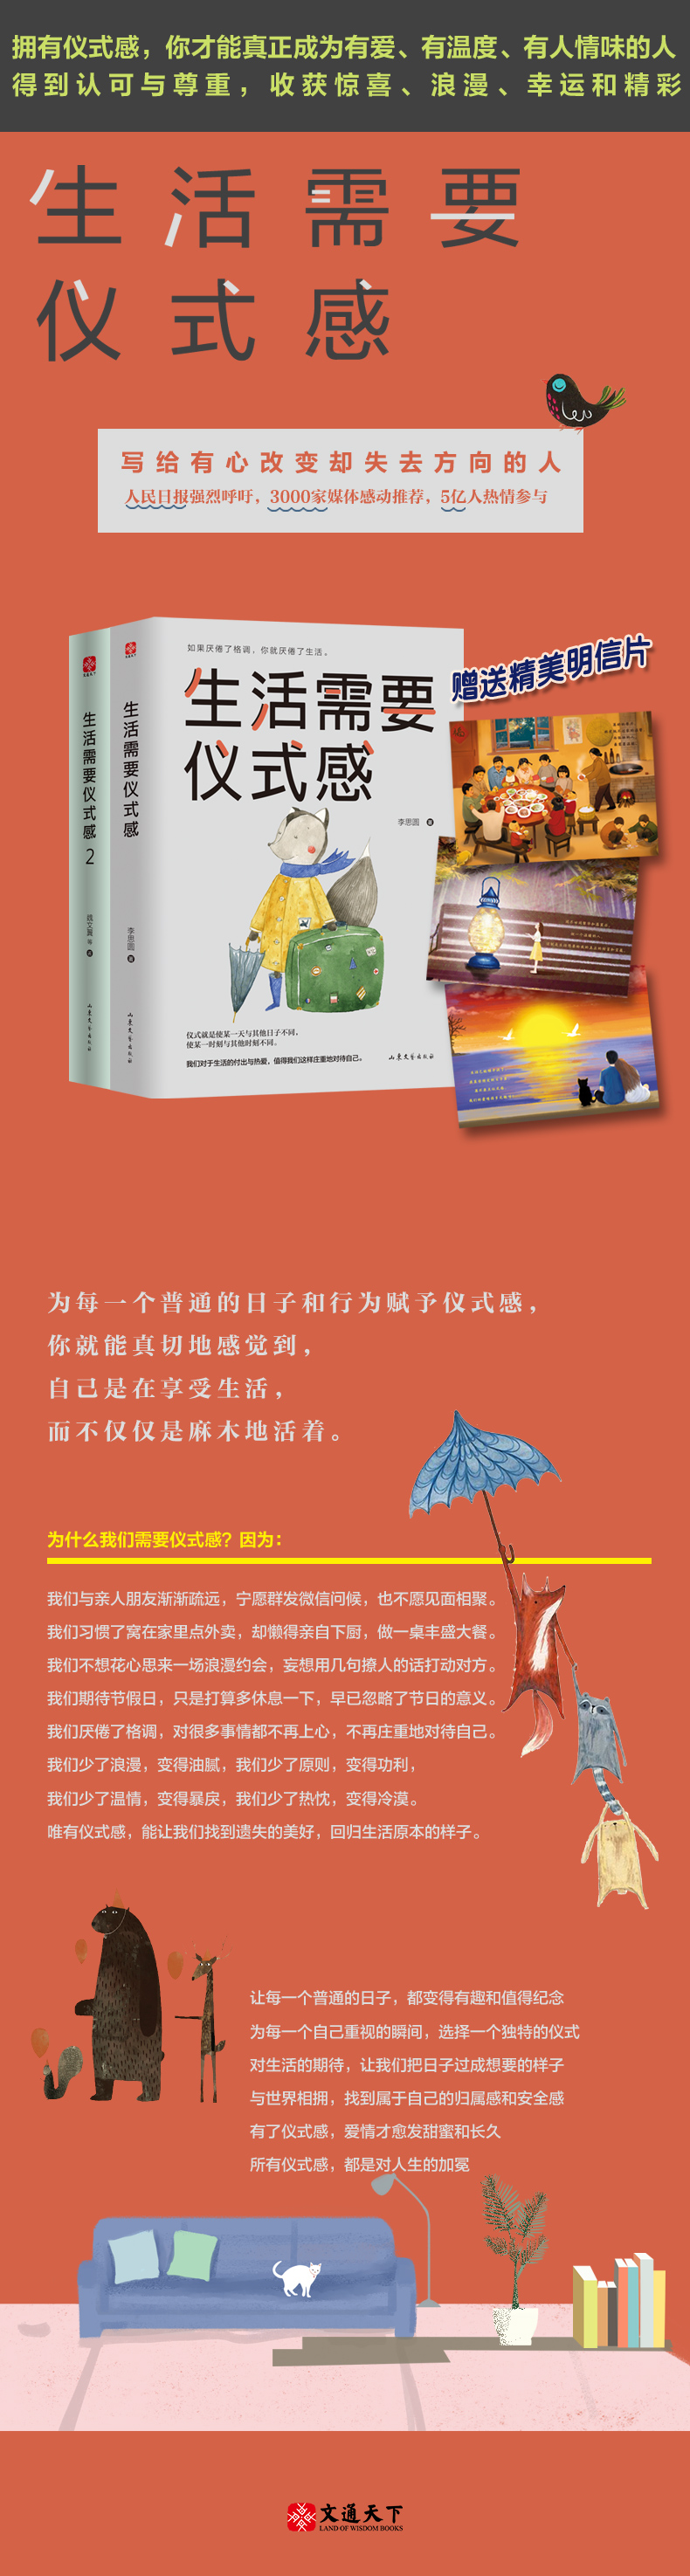 拥有仪式感，你才能真正成为有爱、有温度、有人情味的人
得到认可与尊重，收获惊喜、浪漫、幸运和精彩
生活需要
仪式感
写给有心改变却失去方向的人
人民日报强烈呼吁，3000家媒体感动推荐，5亿人热情参与
如果厌倦了格调，你就厌倦了生活。
生活需要
仪式感
李思圆 著
生活需要仪式感
李思圆 著
山东文艺出版社
生活需要仪式感2
山东文艺出版社
仪式就是使某一天与其他日子不同，
使某一时刻与其他时刻不同。
我们对于生活的付出与热爱，值得我们这样庄重地对待自己。
山东文艺出版社
赠送精美明信片
为每一个普通的日子和行为赋予仪式感，
你就能真切地感觉到，
自己是在享受生活，
而不仅仅是麻木地活着。
为什么我们需要仪式感？因为：
我们与亲人朋友渐渐疏远，宁愿群发微信问候，也不愿见面相聚。
我们习惯了窝在家里点外卖，却懒得亲自下厨，做一桌丰盛大餐。
我们不想花心思来一场浪漫约会，妄想用几句撩人的话打动对方。
我们期待节假日，只是打算多休息一下，早已忽略了节日的意义。
我们厌倦了格调，对很多事情都不再上心，不再庄重地对待自己。
我们少了浪漫，变得油腻，我们少了原则，变得功利，
我们少了温情，变得暴戾，我们少了热忱，变得冷漠。
唯有仪式感，能让我们找到遗失的美好，回归生活原本的样子。
让每一个普通的日子，都变得有趣和值得纪念
为每一个自己重视的瞬间，选择一个独特的仪式
对生活的期待，让我们把日子过成想要的样子
与世界相拥，找到属于自己的归属感和安全感
有了仪式感，爱情才愈发甜蜜和长久
所有仪式感，都是对人生的加冕
文通天下
LAND OF WISDOM BOOKS